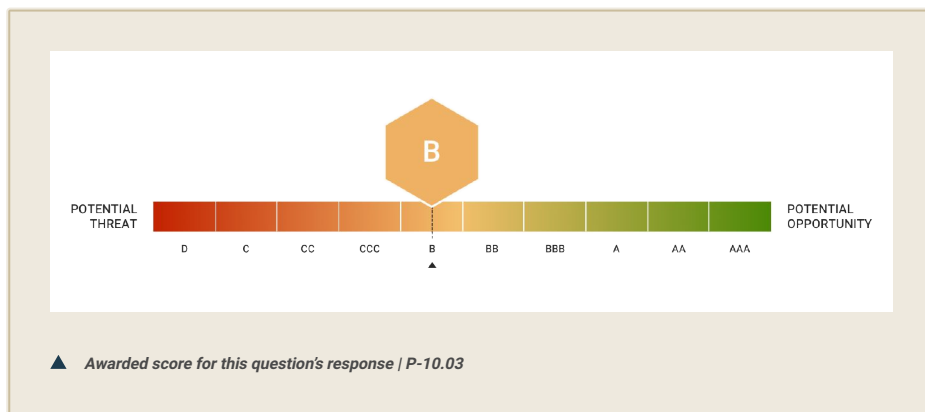 B
POTENTIAL
THREAT
POTENTIAL
OPPORTUNITY
D C CC CCC B BB BBB A AA AAA
Awarded score for this question's response | P-10.03